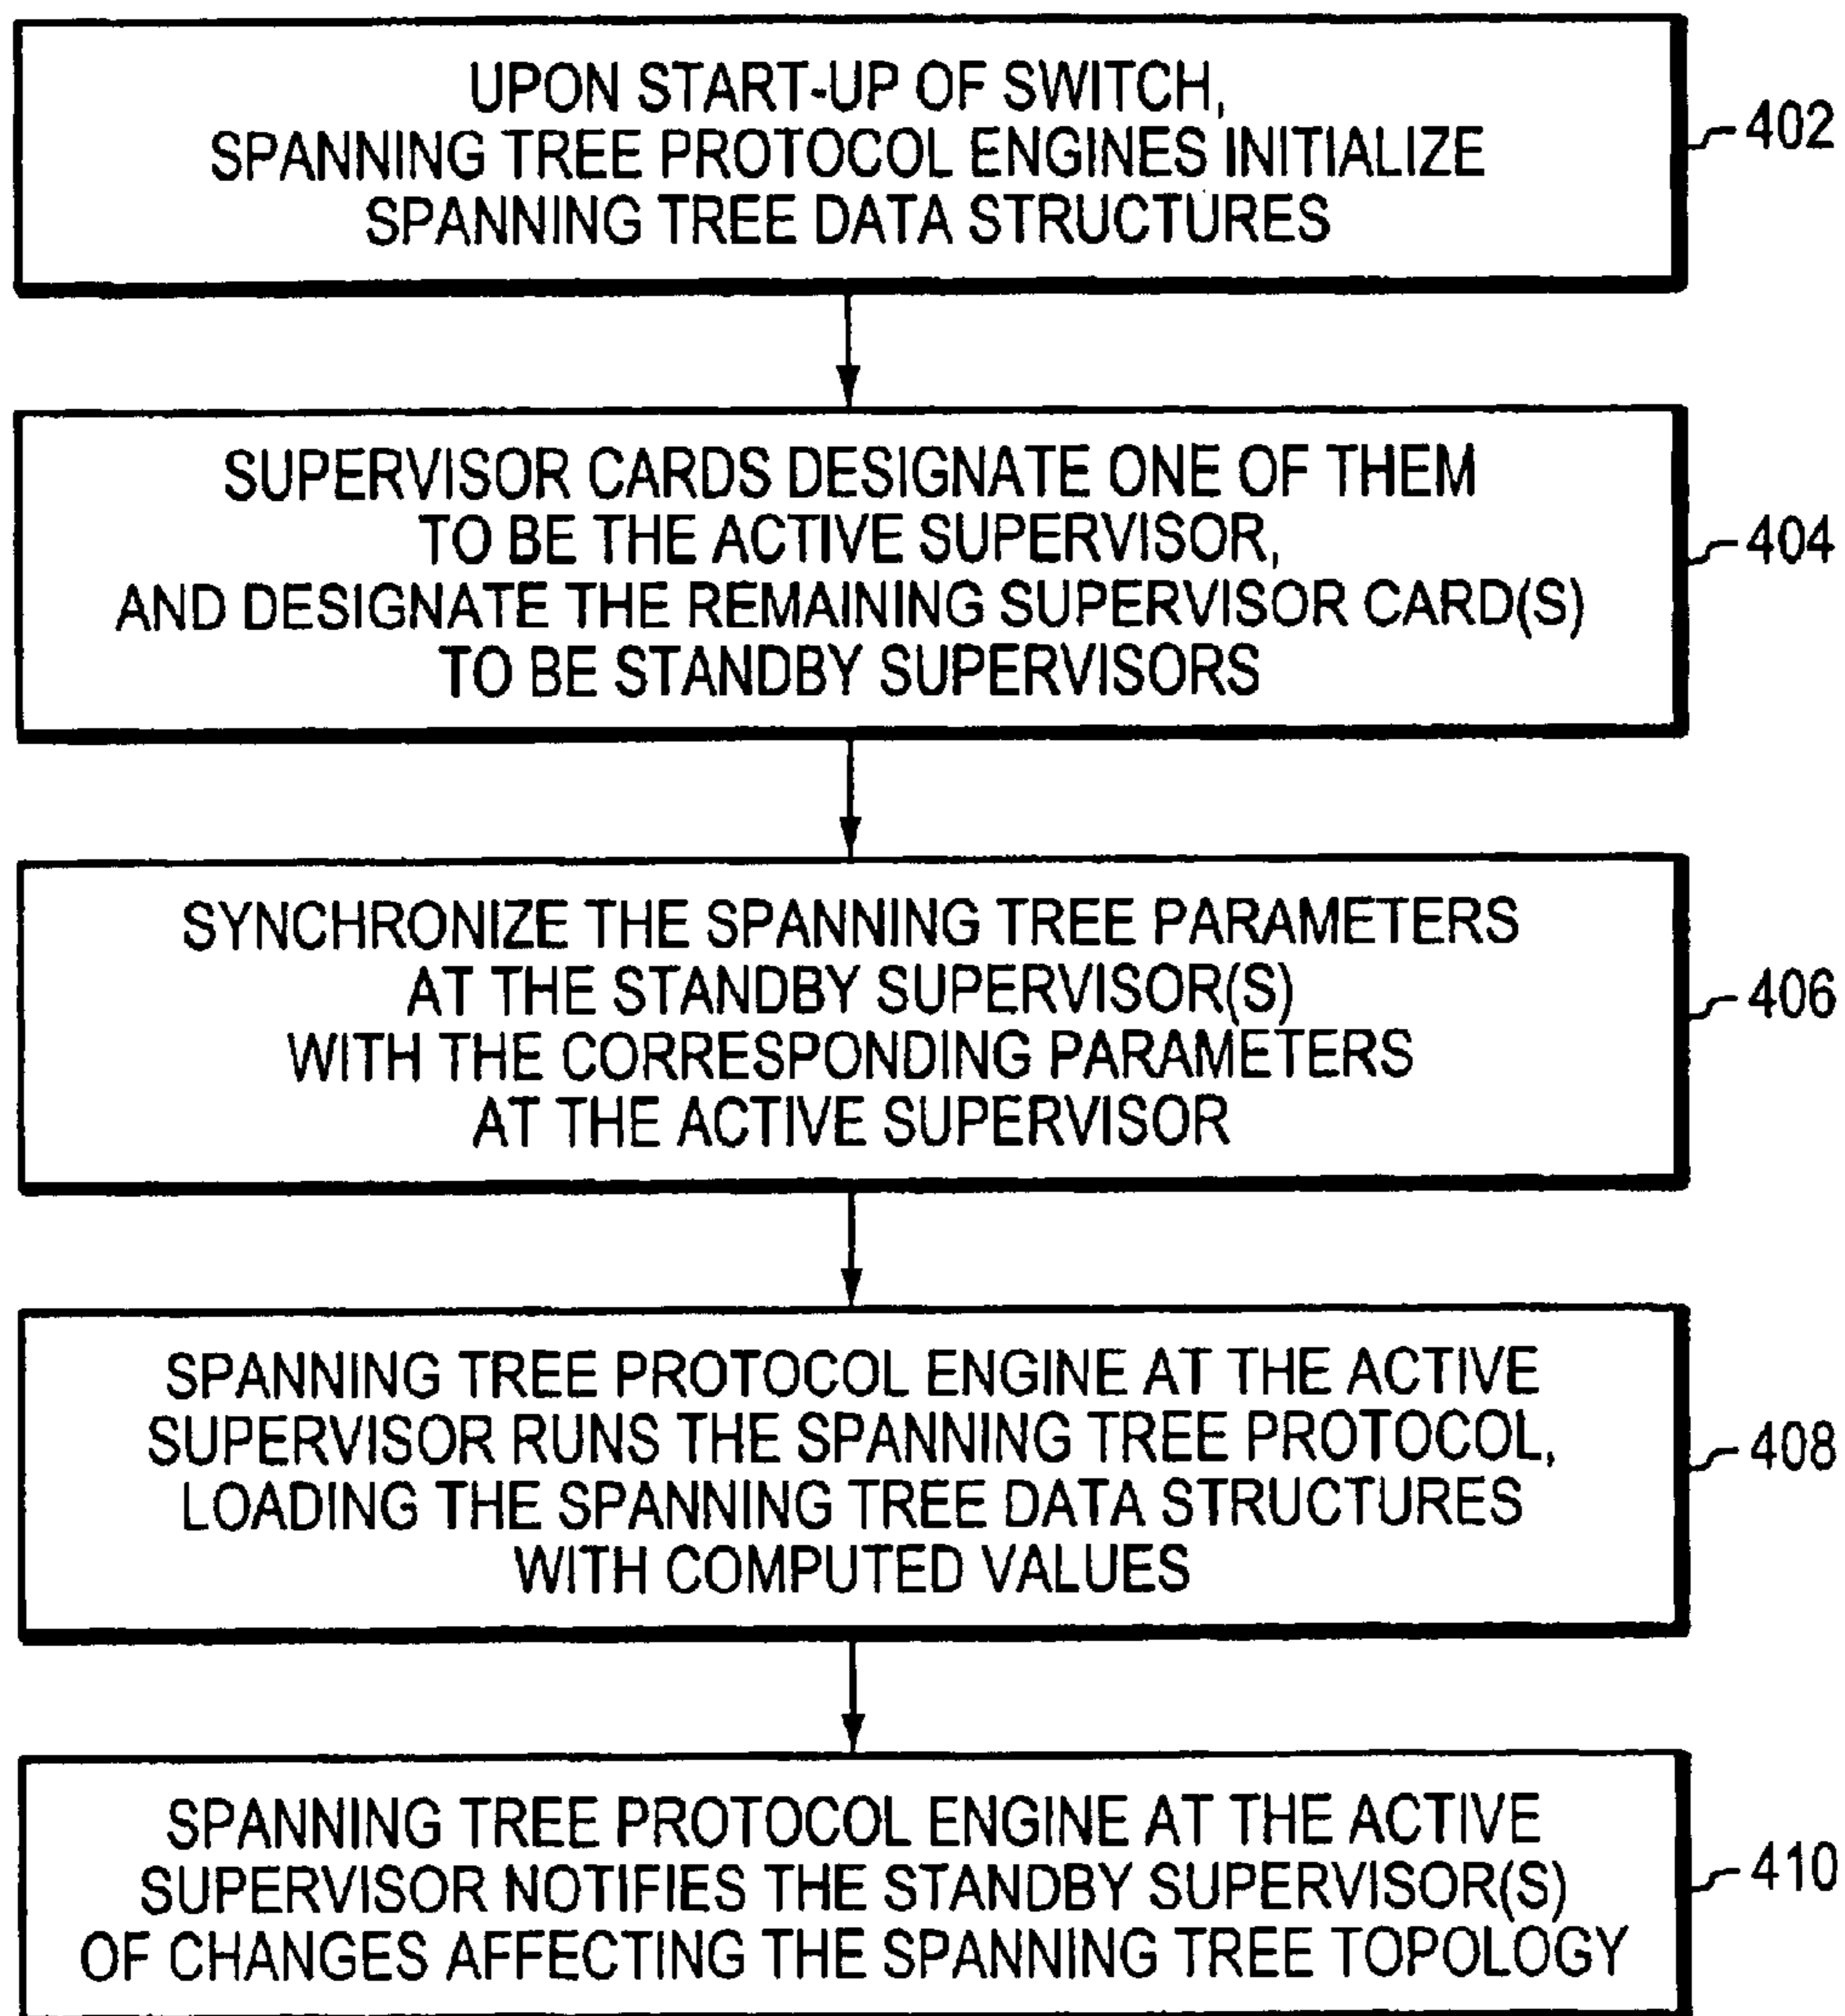 UPON START-UP OF SWITCH,
SPANNING TREE PROTOCOL ENGINES INITIALIZE
SPANNING TREE DATA STRUCTURES
402
SUPERVISOR CARDS DESIGNATE ONE OF THEM
TO BE THE ACTIVE SUPERVISOR,
AND DESIGNATE THE REMAINING SUPERVISOR CARD(S)
TO BE STANDBY SUPERVISORS
404
SYNCHRONIZE THE SPANNING TREE PARAMETERS
AT THE STANDBY SUPERVISOR(S)
WITH THE CORRESPONDING PARAMETERS
AT THE ACTIVE SUPERVISOR
406
SPANNING TREE PROTOCOL ENGINE AT THE ACTIVE
SUPERVISOR RUNS THE SPANNING TREE PROTOCOL,
LOADING THE SPANNING TREE DATA STRUCTURES
WITH COMPUTED VALUES
408
SPANNING TREE PROTOCOL ENGINE AT THE ACTIVE
SUPERVISOR NOTIFIES THE STANDBY SUPERVISOR(S)
OF CHANGES AFFECTING THE SPANNING TREE TOPOLOGY
410